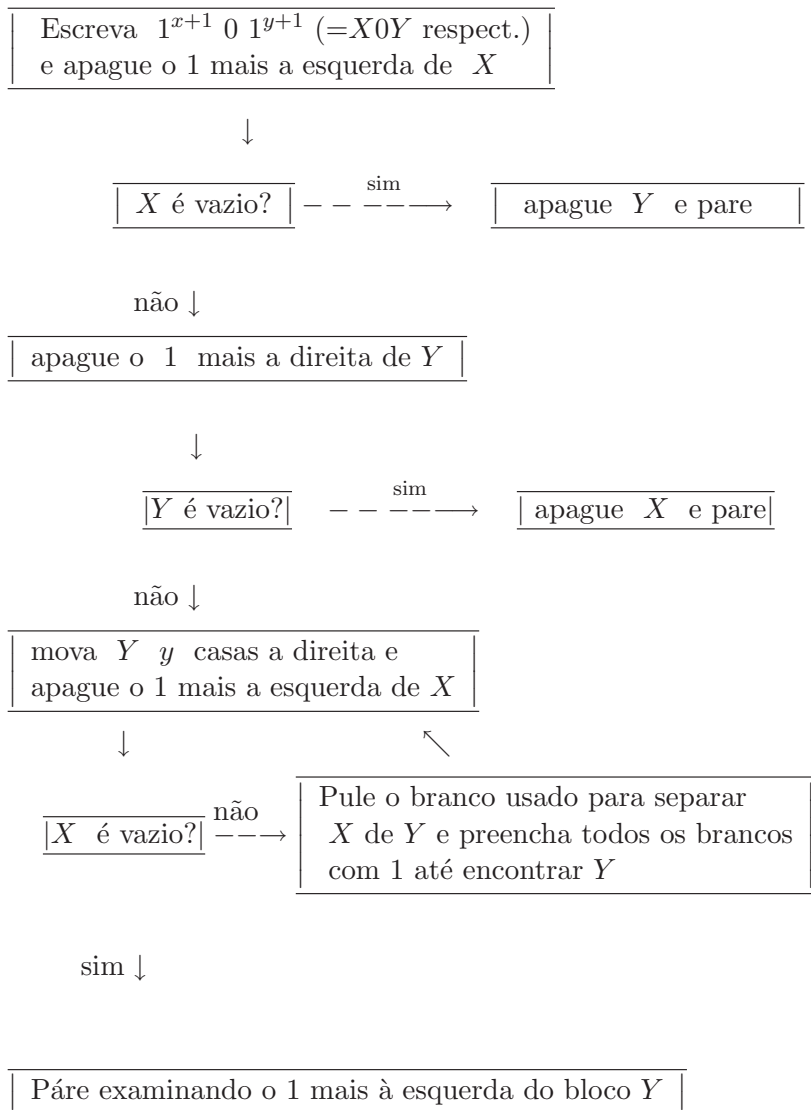 Escreva 1^{x+1} 0 1^{y+1} (=X0Y respect.)
e apague o 1 mais a esquerda de X
↓
X é vazio? − − −−−→ sim
apague Y e pare
não ↓
apague o 1 mais a direita de Y
↓
Y é vazio? − − −−−→ sim
apague X e pare
não ↓
mova Y y casas a direita e
apague o 1 mais a esquerda de X
↓ ↖
X é vazio? −−→ não
Pule o branco usado para separar
X de Y e preencha todos os brancos
com 1 até encontrar Y
sim ↓
Páre examinando o 1 mais à esquerda do bloco Y